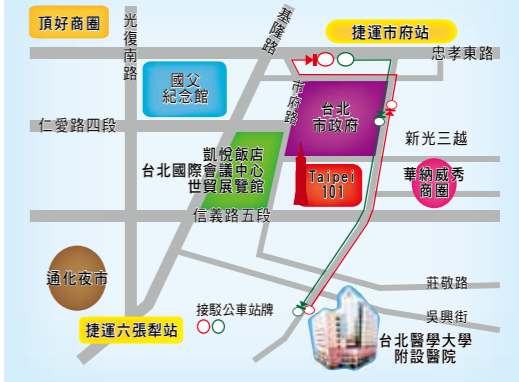 頂好商圈
光復南路
基隆路
捷運市府站
忠孝東路
國父
紀念館
市府路
台北
市政府
仁愛路四段
新光三越
凱悅飯店
台北國際會議中心
世貿展覽館
Taipei
101
華納威秀
商圈
信義路五段
通化夜市
莊敬路
接駁公車站牌
吳興街
捷運六張犁站
台北醫學大學
附設醫院